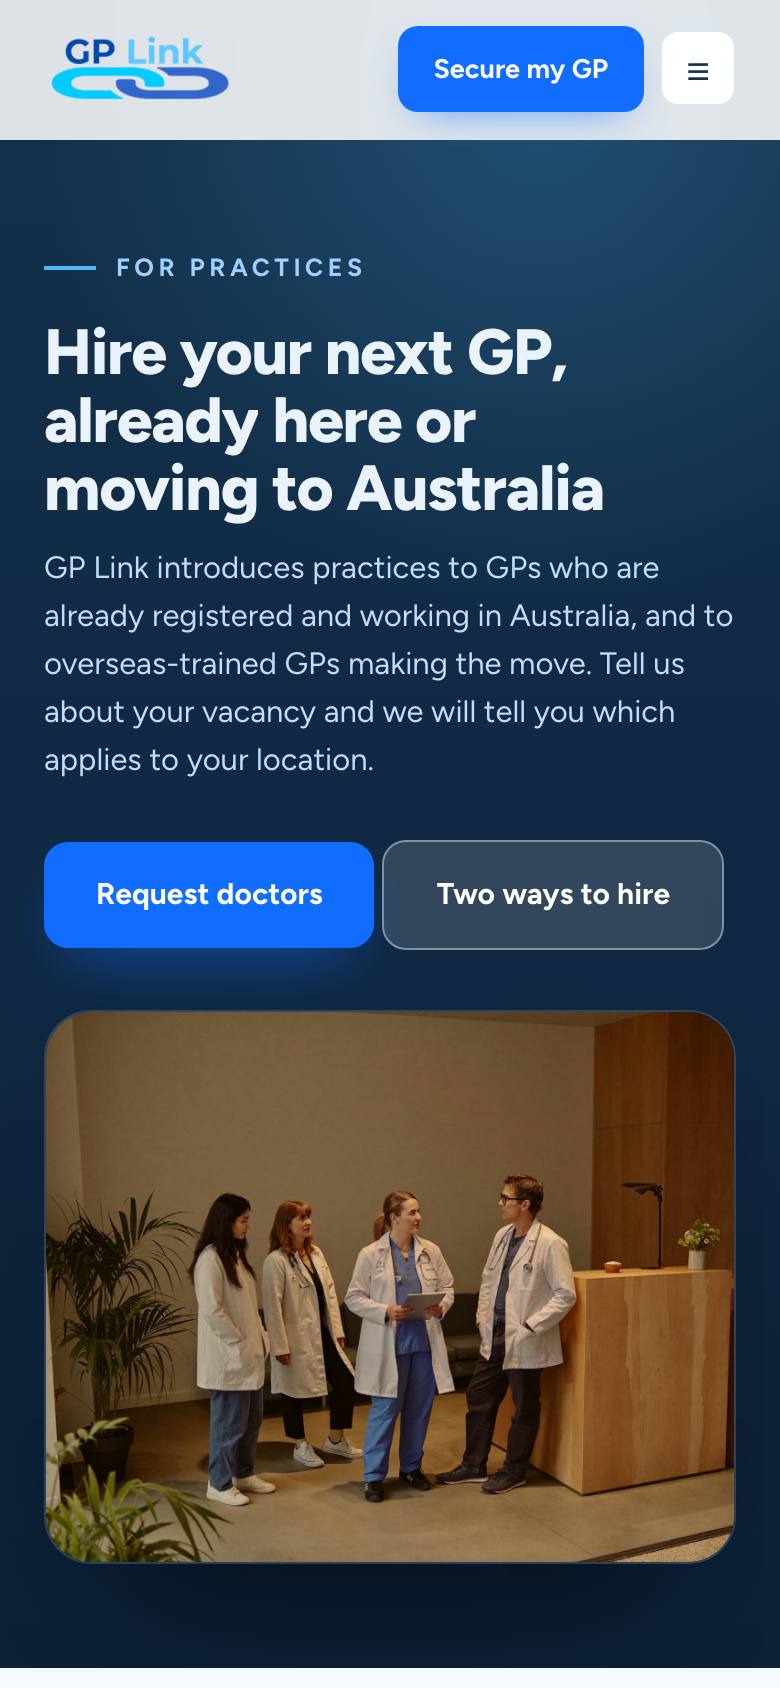 GP Link
Secure my GP
FOR PRACTICES
Hire your next GP,
already here or
moving to Australia
GP Link introduces practices to GPs who are
already registered and working in Australia, and to
overseas-trained GPs making the move. Tell us
about your vacancy and we will tell you which
applies to your location.
Request doctors
Two ways to hire